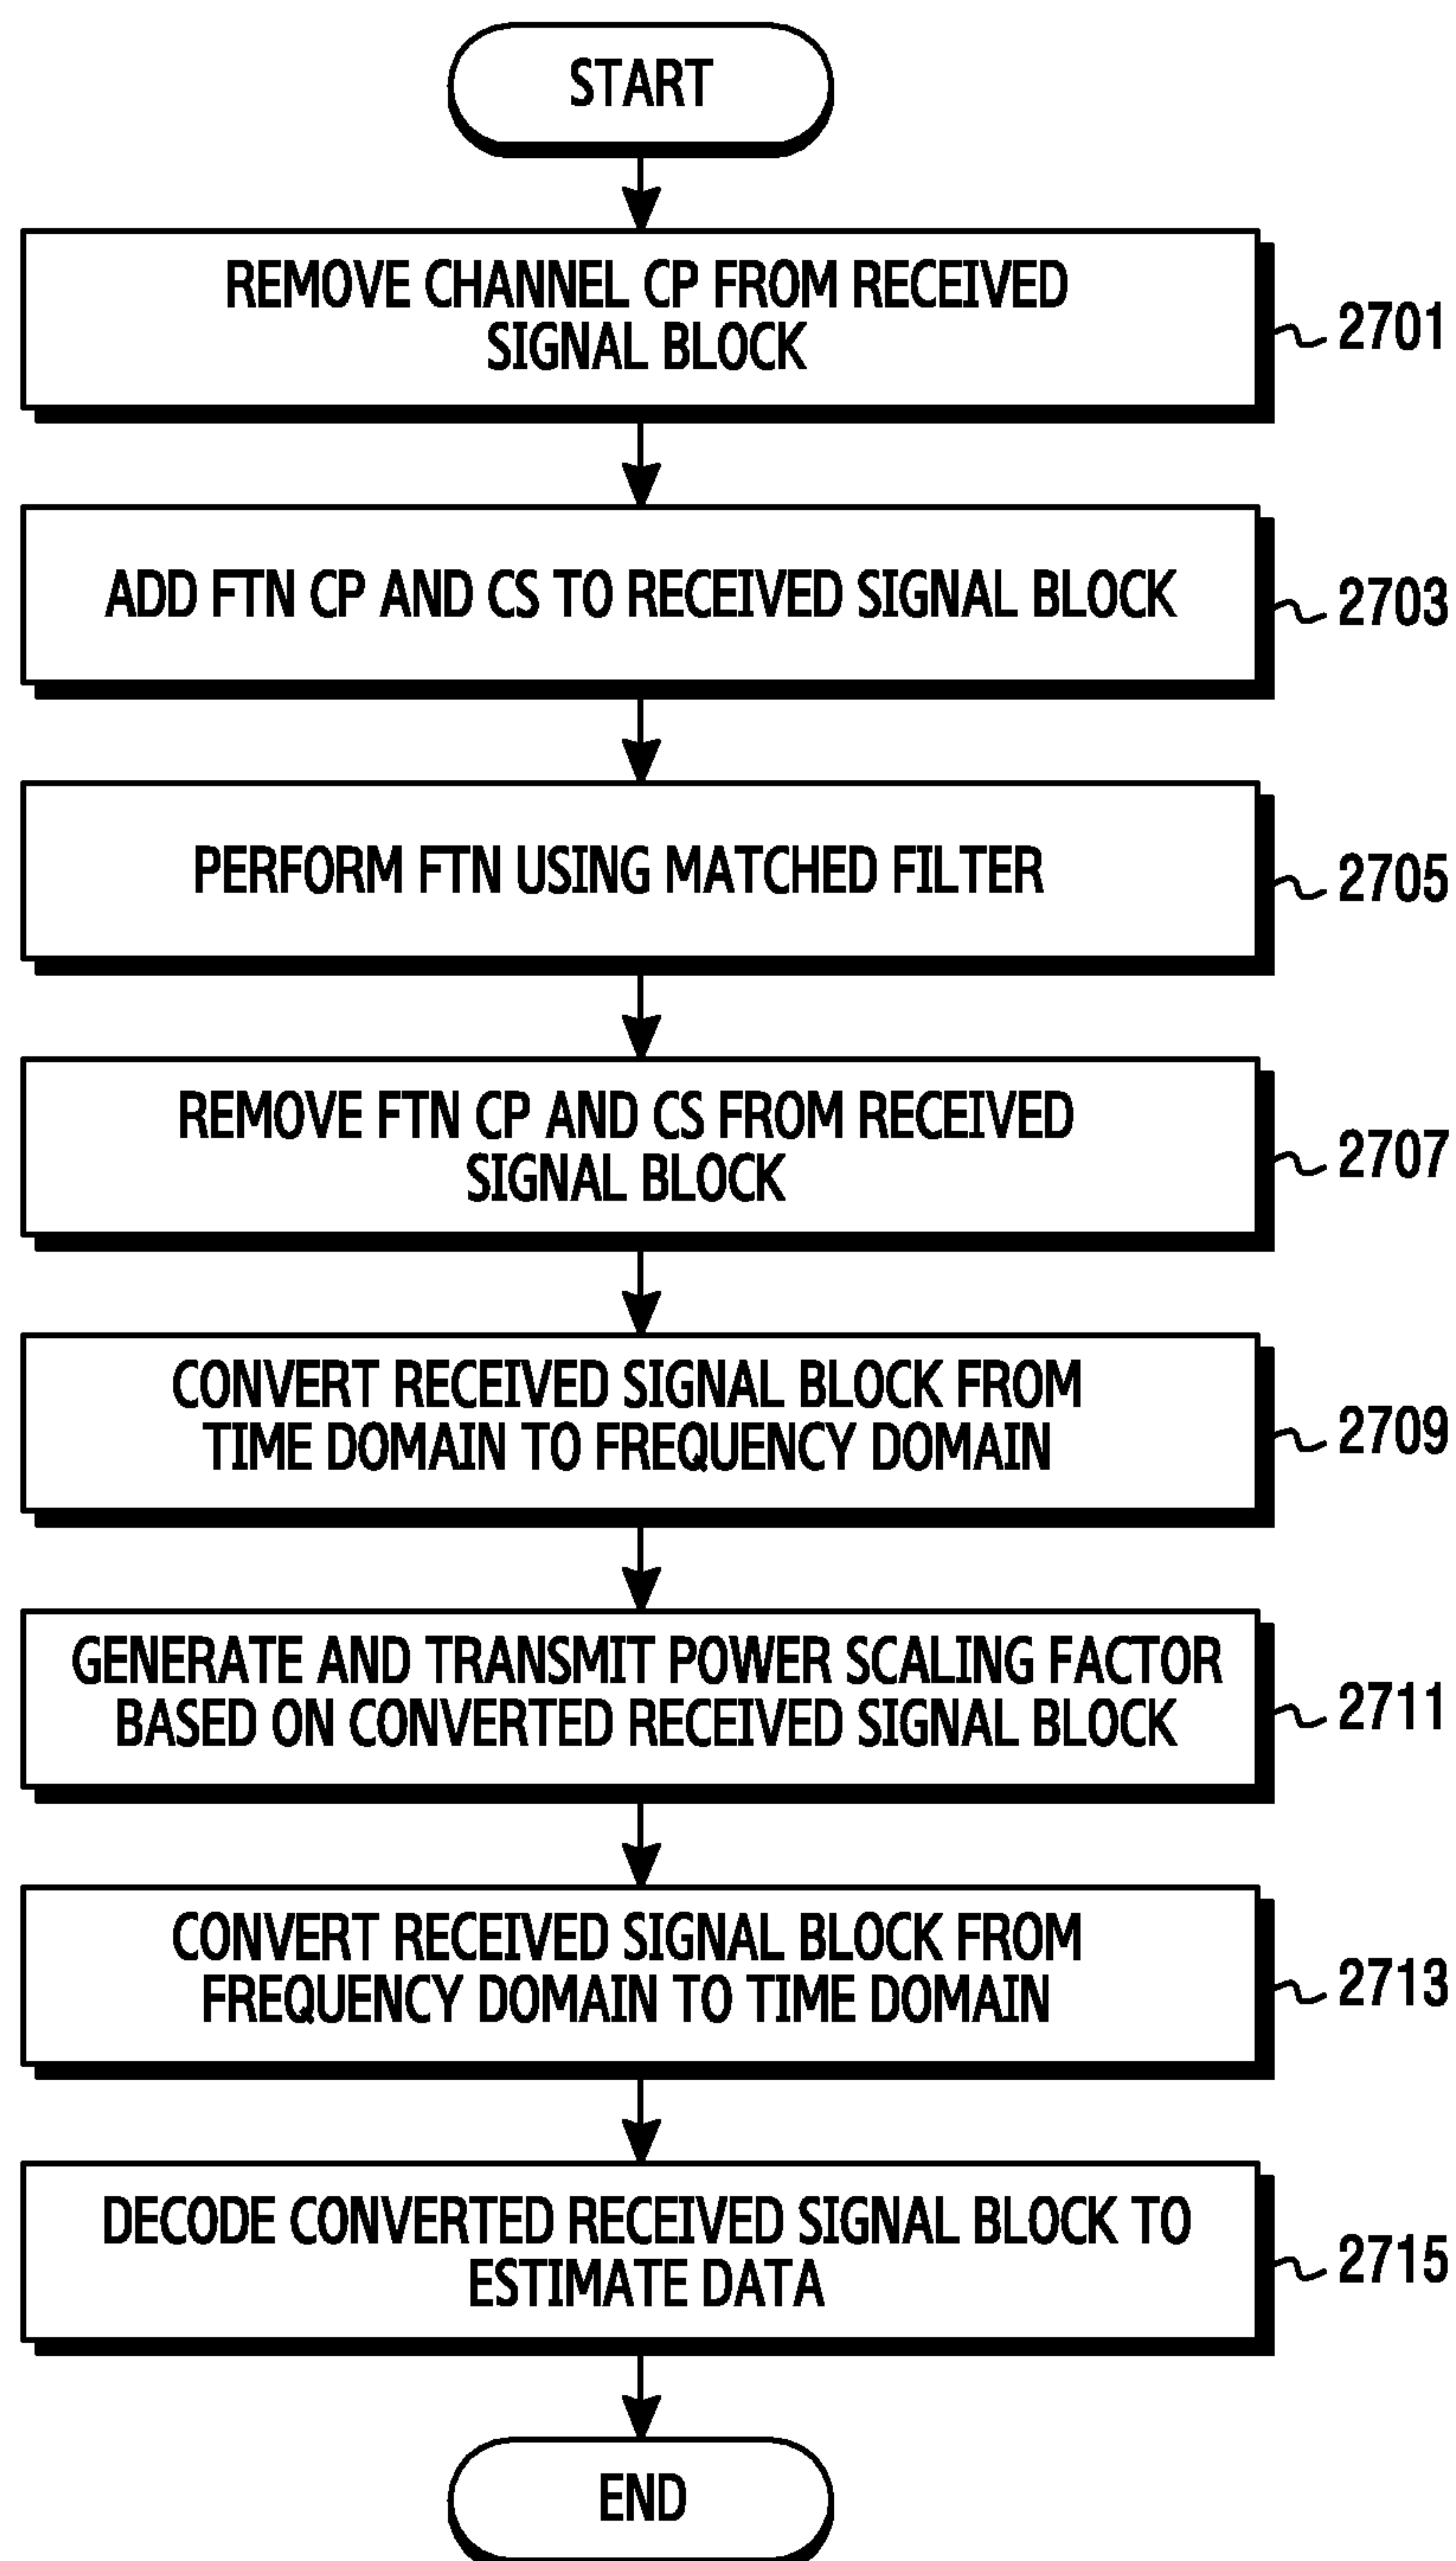 START
REMOVE CHANNEL CP FROM RECEIVED
SIGNAL BLOCK
2701
ADD FTN CP AND CS TO RECEIVED SIGNAL BLOCK
2703
PERFORM FTN USING MATCHED FILTER
2705
REMOVE FTN CP AND CS FROM RECEIVED
SIGNAL BLOCK
2707
CONVERT RECEIVED SIGNAL BLOCK FROM
TIME DOMAIN TO FREQUENCY DOMAIN
2709
GENERATE AND TRANSMIT POWER SCALING FACTOR
BASED ON CONVERTED RECEIVED SIGNAL BLOCK
2711
CONVERT RECEIVED SIGNAL BLOCK FROM
FREQUENCY DOMAIN TO TIME DOMAIN
2713
DECODE CONVERTED RECEIVED SIGNAL BLOCK TO
ESTIMATE DATA
2715
END